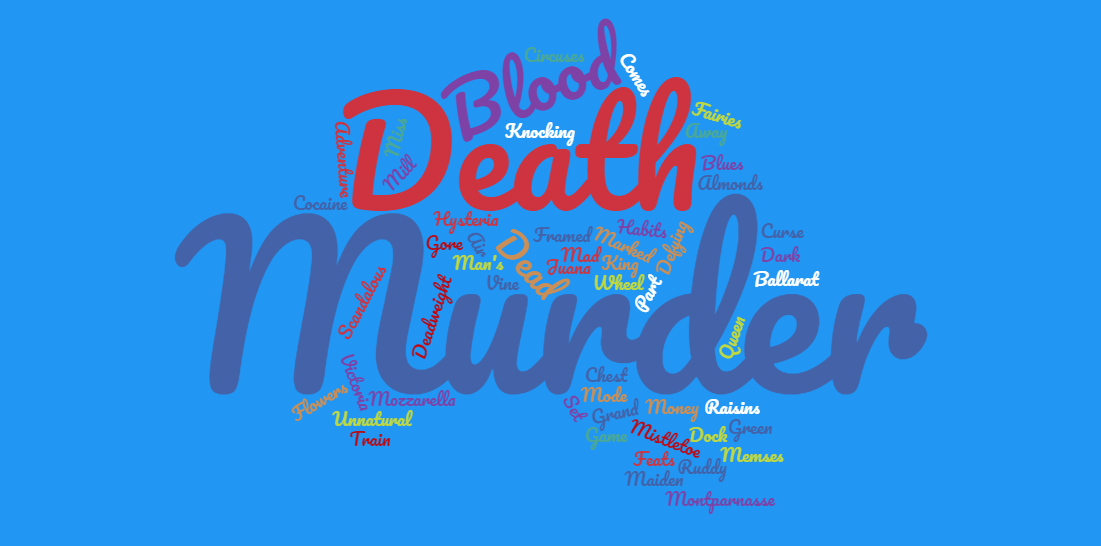 Circuses
Blood
Comes
Fairies
Knocking
Away
Death
Miss
Adventure
Mill
Blues
Almonds
Cocaine
Hysteria
Habits
Curse
Gore
Air
Framed
Marked
Defying
Man's
Dead
Mad
King
Juana
Dark
Vine
Wheel
Part
Ballarat
Scandalous
Deadweight
Murder
Queen
Victoria
Chest
Flowers
Mozzarella
Mode
Set
Grand
Money
Raisins
Unnatural
Game
Mistletoe
Dock
Green
Train
Feats
Memses
Ruddy
Maiden
Montparnasse